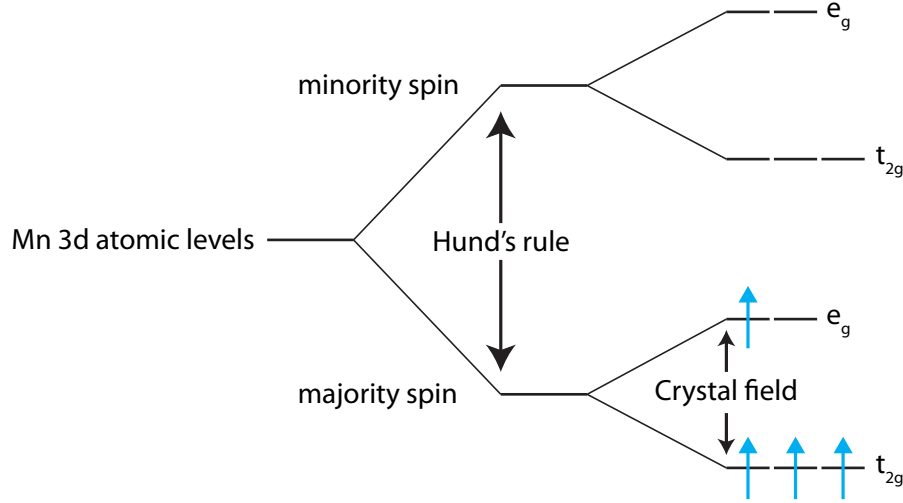 e_g
minority spin
t_2g
Mn 3d atomic levels
Hund's rule
e_g
Crystal field
majority spin
t_2g